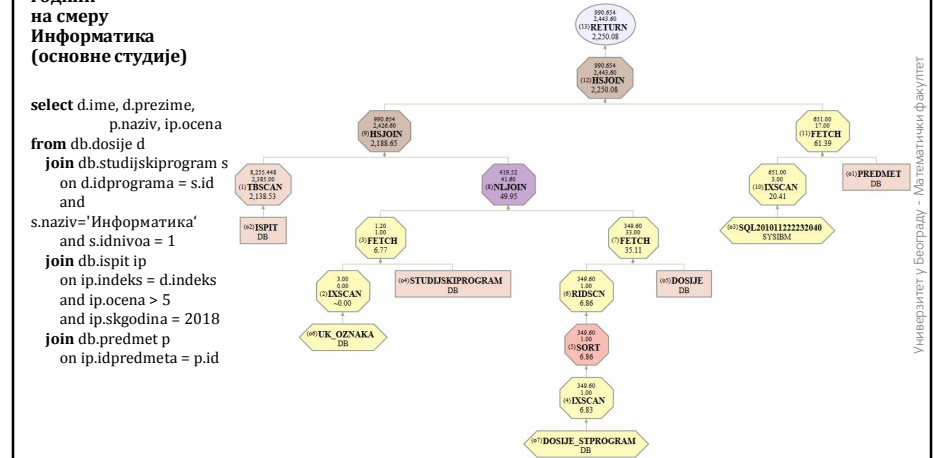 години
на смеру
Информатика
(основне студије)
select d.ime, d.prezime,
p.naziv, ip.ocena
from db.dosije d
join db.studijskiprogram s
on d.idprograma = s.id
and
s.naziv='Информатика‘
and s.idnivoa = 1
join db.ispit ip
on ip.indeks = d.indeks
and ip.ocena > 5
and ip.skgodina = 2018
join db.predmet p
on ip.idpredmeta = p.id
990.654
2,443.60
(13)RETURN
2,250.08
990.654
2,443.60
(12)HSJOIN
2,250.08
990.654
2,426.60
(9)HSJOIN
2,188.65
651.00
17.00
(11)FETCH
61.39
8,255.448
2,385.00
(1)TBSCAN
2,138.53
419.52
41.60
(8)NLJOIN
49.95
651.00
3.00
(10)IXSCAN
20.41
(o1)PREDMET
DB
(o2)ISPIT
DB
1.20
1.00
(3)FETCH
6.77
349.60
33.00
(7)FETCH
35.11
(o3)SQL201011222232040
SYSIBM
3.00
0.00
(2)IXSCAN
~0.00
(o4)STUDIJSKIPROGRAM
DB
349.60
1.00
(6)RIDSCN
6.86
(o5)DOSIJE
DB
(o6)UK_OZNAKA
DB
349.60
1.00
(5)SORT
6.86
349.60
1.00
(4)IXSCAN
6.83
(o7)DOSIJE_STPROGRAM
DB
Универзитет у Београду - Математички факултет